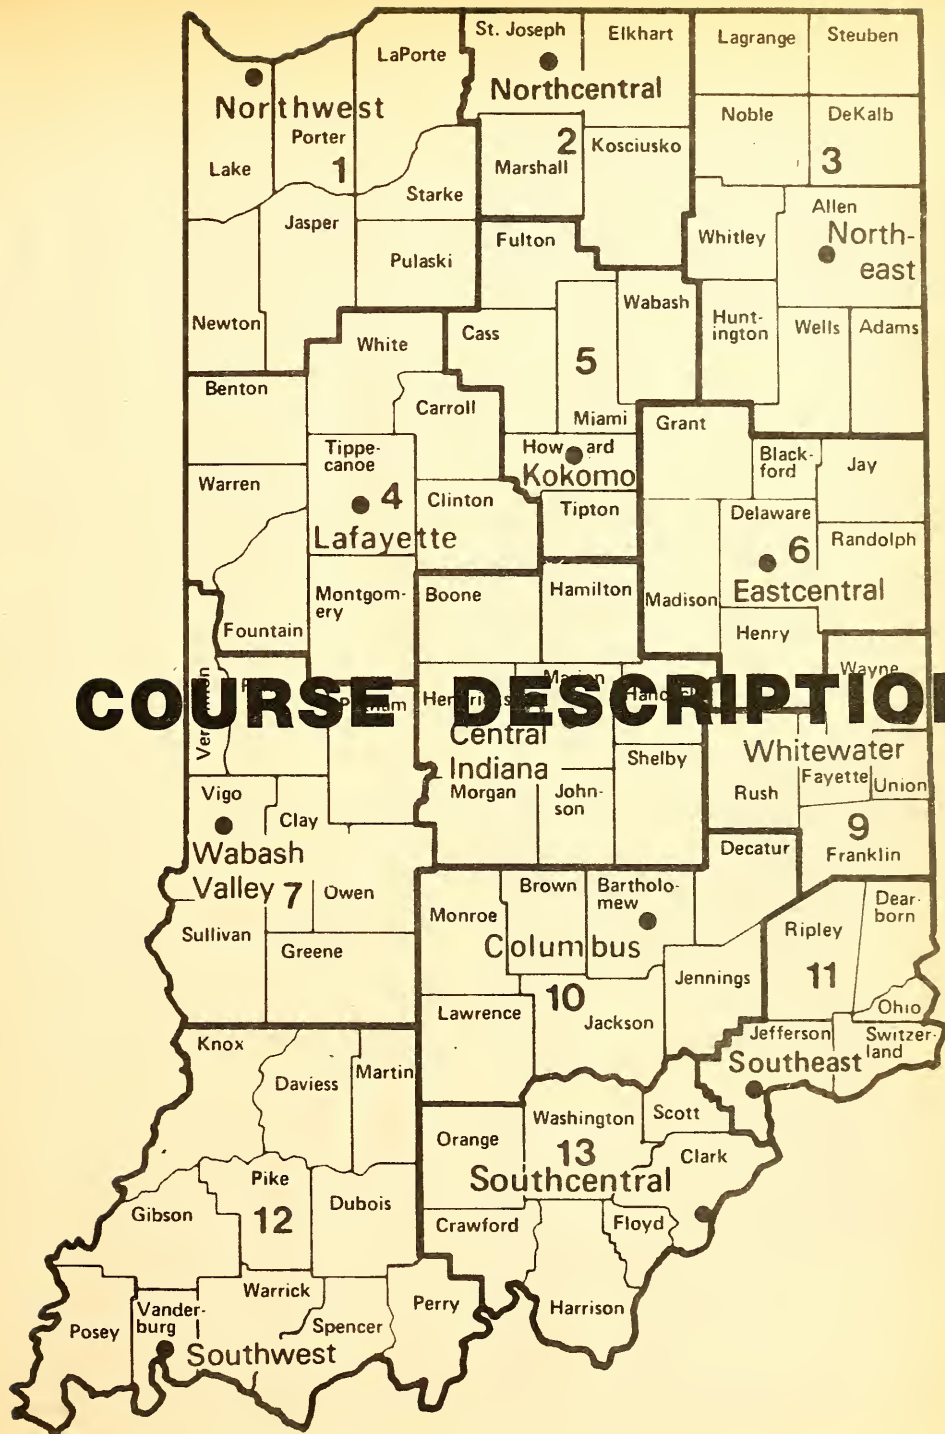 St. Joseph
Elkhart
Lagrange
Steuben
LaPorte
Northcentral
Northwest
Noble
DeKalb
Porter
2
Kosciusko
Lake
1
Marshall
3
Starke
Allen
Jasper
Fulton
Whitley
North-
east
Pulaski
Wabash
Newton
White
Cass
Hunt-
ington
Wells
Adams
5
Benton
Carroll
Miami
Grant
Tippe-
canoe
Howard
Black-
ford
Jay
Warren
4
Clinton
Kokomo
Tipton
Delaware
Lafayette
Randolph
6
Montgom-
ery
Boone
Hamilton
Madison
Eastcentral
Fountain
Henry
Wayne
COURSE DESCRIPTIO
Hendricks
Marion
Central
Indiana
Whitewater
Vigo
Morgan
John-
son
Shelby
Rush
Fayette
Union
Clay
Wabash
Valley 7
Owen
Decatur
9
Franklin
Brown
Bartholo-
mew
Monroe
Dear-
born
Sullivan
Greene
Columbus
Ripley
Jennings
11
10
Lawrence
Jackson
Ohio
Knox
Jefferson
Switzer-
land
Daviess
Martin
Southeast
Washington
Scott
Orange
13
Clark
Pike
Southcentral
Gibson
12
Dubois
Crawford
Floyd
Warrick
Perry
Harrison
Posey
Vander-
burg
Spencer
Southwest